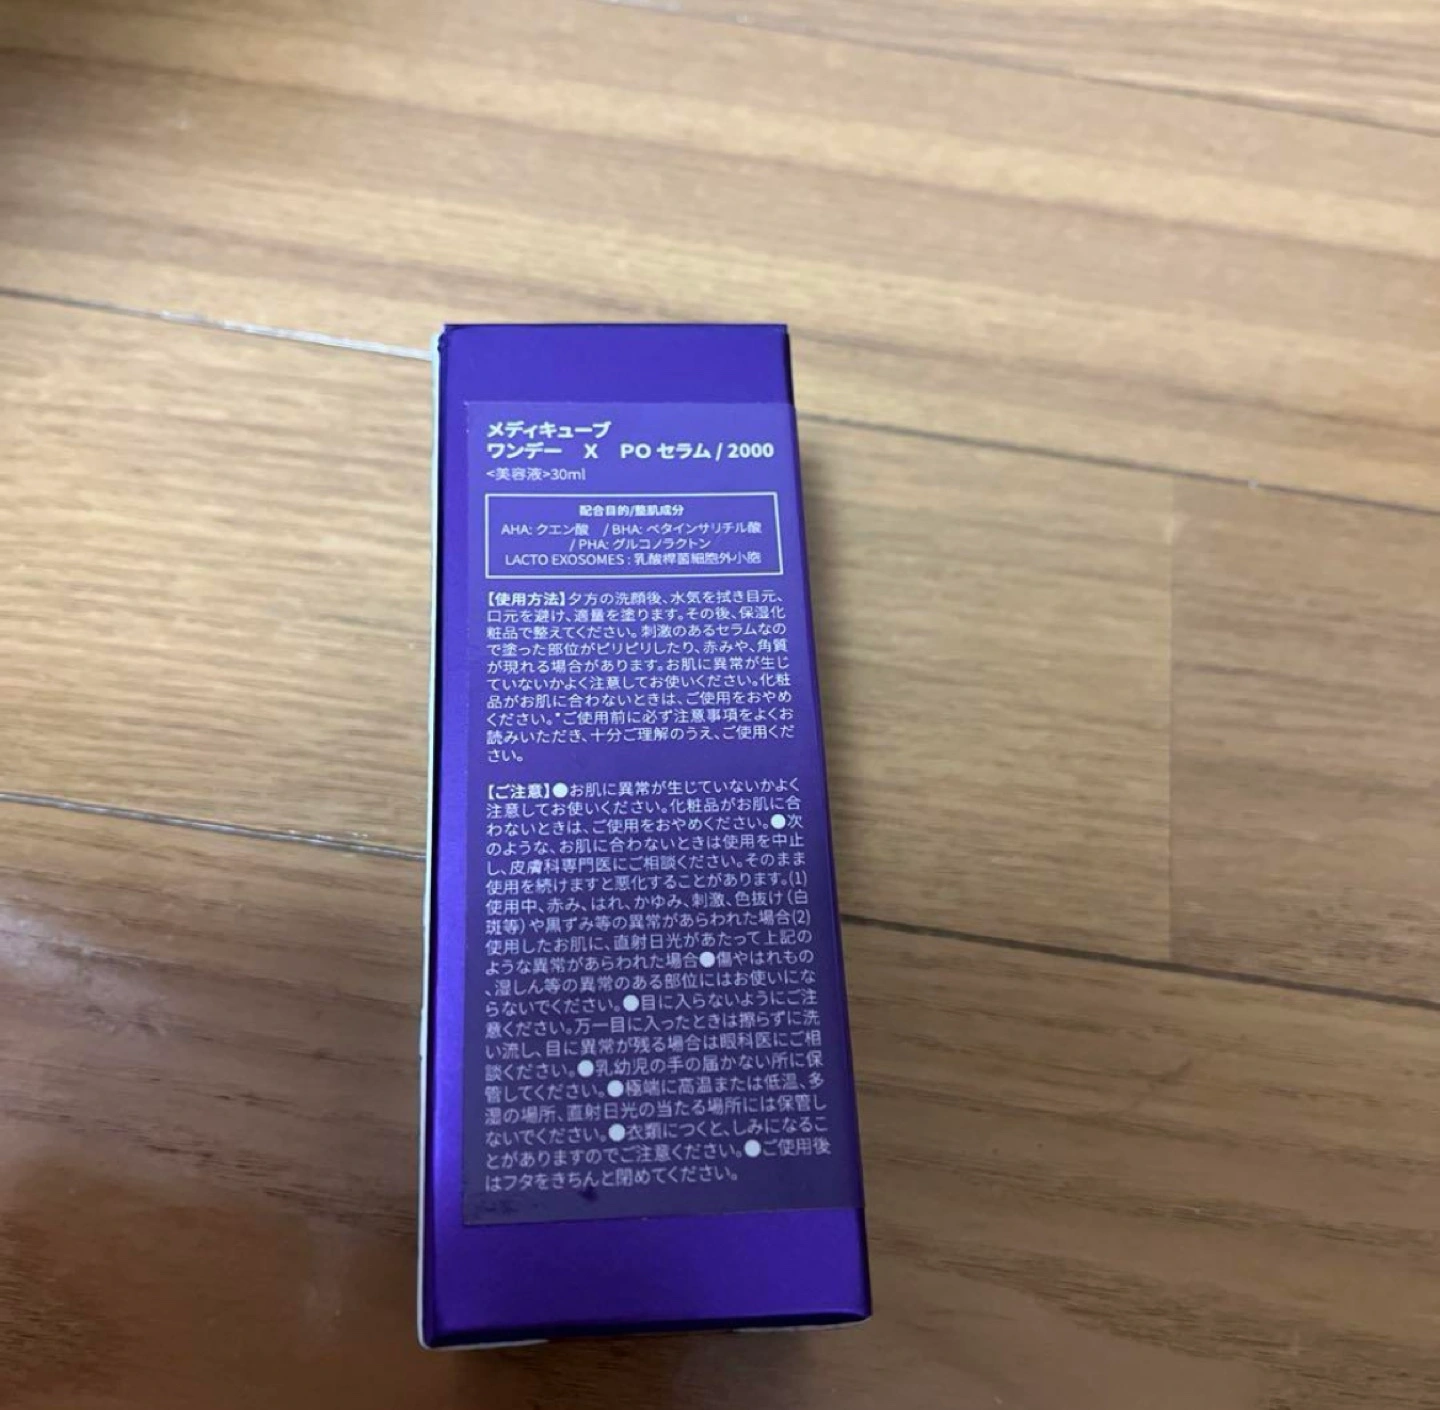 メディキューブ
ワンデー X PO セラム / 2000
<美容液>30ml
配合目的/整肌成分
AHA: クエン酸 / BHA: ベタインサリチル酸
/ PHA: グルコノラクトン
LACTO EXOSOMES : 乳酸桿菌細胞外小胞
【使用方法】夕方の洗顔後、水気を拭き目元、
口元を避け、適量を塗ります。その後、保湿化
粧品で整えてください。刺激のあるセラムなの
で塗った部位がピリピリしたり、赤みや、角質
が現れる場合があります。お肌に異常が生じ
ていないかよく注意してお使いください。化粧
品がお肌に合わないときは、ご使用をおやめ
ください。*ご使用前に必ず注意事項をよくお
読みいただき、十分ご理解のうえ、ご使用くだ
さい。
【ご注意】●お肌に異常が生じていないかよく
注意してお使いください。化粧品がお肌に合
わないときは、ご使用をおやめください。●次
のような、お肌に合わないときは使用を中止
し、皮膚科専門医にご相談ください。そのまま
使用を続けますと悪化することがあります。(1)
使用中、赤み、はれ、かゆみ、刺激、色抜け(白
斑等)や黒ずみ等の異常があらわれた場合(2)
使用したお肌に、直射日光があたって上記の
ような異常があらわれた場合●傷やはれもの
、湿しん等の異常のある部位にはお使いにな
らないでください。●目に入らないようにご注
意ください。万一目に入ったときは擦らずに洗
い流し、目に異常が残る場合は眼科医にご相
談ください。●乳幼児の手の届かない所に保
管してください。●極端に高温または低温、多
湿の場所、直射日光の当たる場所には保管し
ないでください。●衣類につくと、しみになるこ
とがありますのでご注意ください。●ご使用後
はフタをきちんと閉めてください。